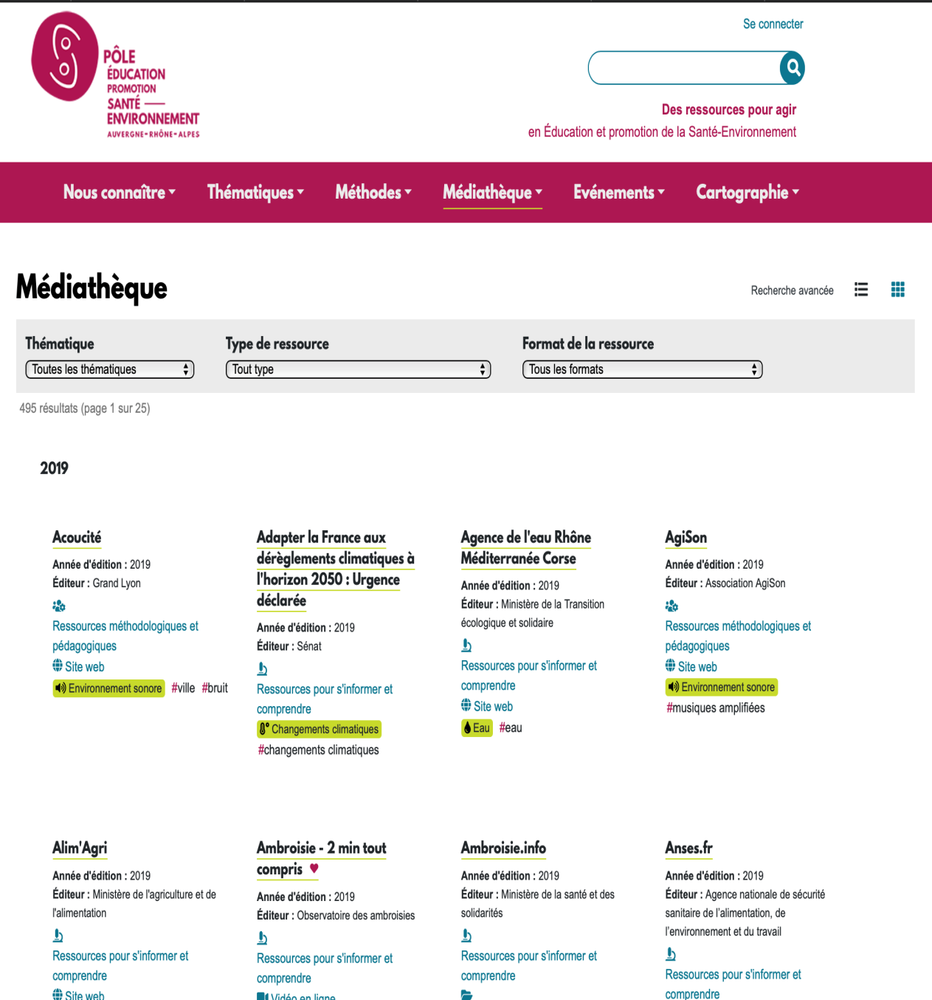 Se connecter
PÔLE
ÉDUCATION
PROMOTION
SANTÉ
ENVIRONNEMENT
AUVERGNE-RHÔNE-ALPES
Des ressources pour agir
en Éducation et promotion de la Santé-Environnement
Nous connaître Thématiques Méthodes Médiathèque Evénements Cartographie
Médiathèque
Recherche avancée
Thématique Type de ressource Format de la ressource
Toutes les thématiques Tout type Tous les formats
495 résultats (page 1 sur 25)
2019
Acoucité
Année d'édition : 2019
Éditeur : Grand Lyon
Ressources méthodologiques et
pédagogiques
Site web
Environnement sonore #ville #bruit
Adapter la France aux
dérèglements climatiques à
l'horizon 2050 : Urgence
déclarée
Année d'édition : 2019
Éditeur : Sénat
Ressources pour s'informer et
comprendre
Changements climatiques
#changements climatiques
Agence de l'eau Rhône
Méditerranée Corse
Année d'édition : 2019
Éditeur : Ministère de la Transition
écologique et solidaire
Ressources pour s'informer et
comprendre
Site web
Eau #eau
AgiSon
Année d'édition : 2019
Éditeur : Association AgiSon
Ressources méthodologiques et
pédagogiques
Site web
Environnement sonore
#musiques amplifiées
Alim'Agri
Année d'édition : 2019
Éditeur : Ministère de l'agriculture et de
l'alimentation
Ressources pour s'informer et
comprendre
Site web
Ambroisie - 2 min tout
compris
Année d'édition : 2019
Éditeur : Observatoire des ambroisies
Ressources pour s'informer et
comprendre
Vidéo en ligne
Ambroisie.info
Année d'édition : 2019
Éditeur : Ministère de la santé et des
solidarités
Ressources pour s'informer et
comprendre
Anses.fr
Année d'édition : 2019
Éditeur : Agence nationale de sécurité
sanitaire de l'alimentation, de
l'environnement et du travail
Ressources pour s'informer et
comprendre